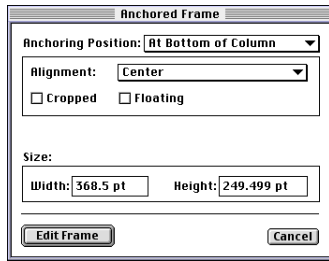 Anchored Frame
Anchoring Position: At Bottom of Column
Alignment: Center
Cropped Floating
Size:
Width: 368.5 pt Height: 249.499 pt
Edit Frame Cancel